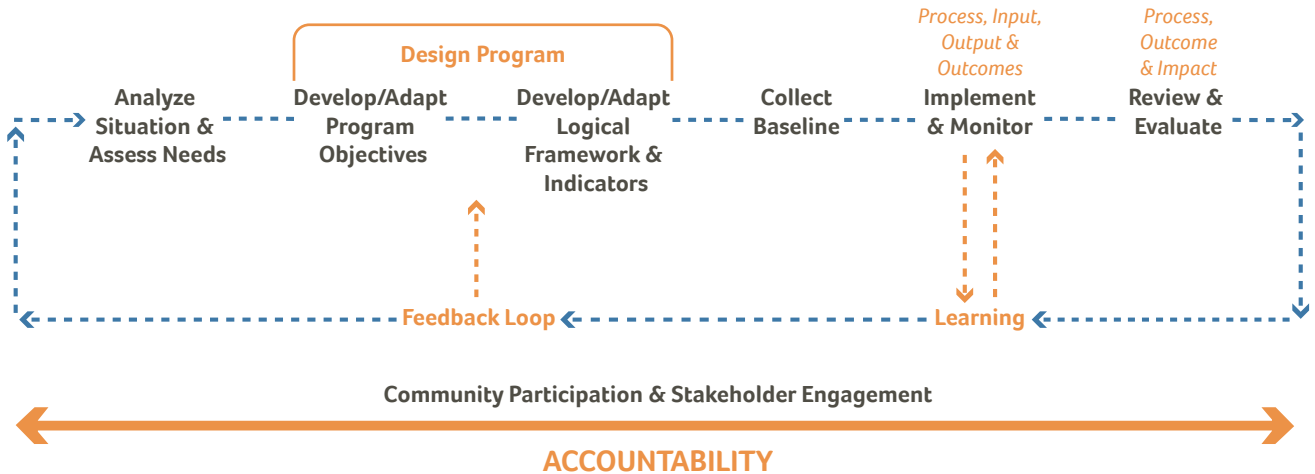 Design Program
Process, Input,
Output &
Outcomes
Process,
Outcome
& Impact
Analyze
Situation &
Assess Needs
Develop/Adapt
Program
Objectives
Develop/Adapt
Logical
Framework &
Indicators
Collect
Baseline
Implement
& Monitor
Review &
Evaluate
Feedback Loop
Learning
Community Participation & Stakeholder Engagement
ACCOUNTABILITY